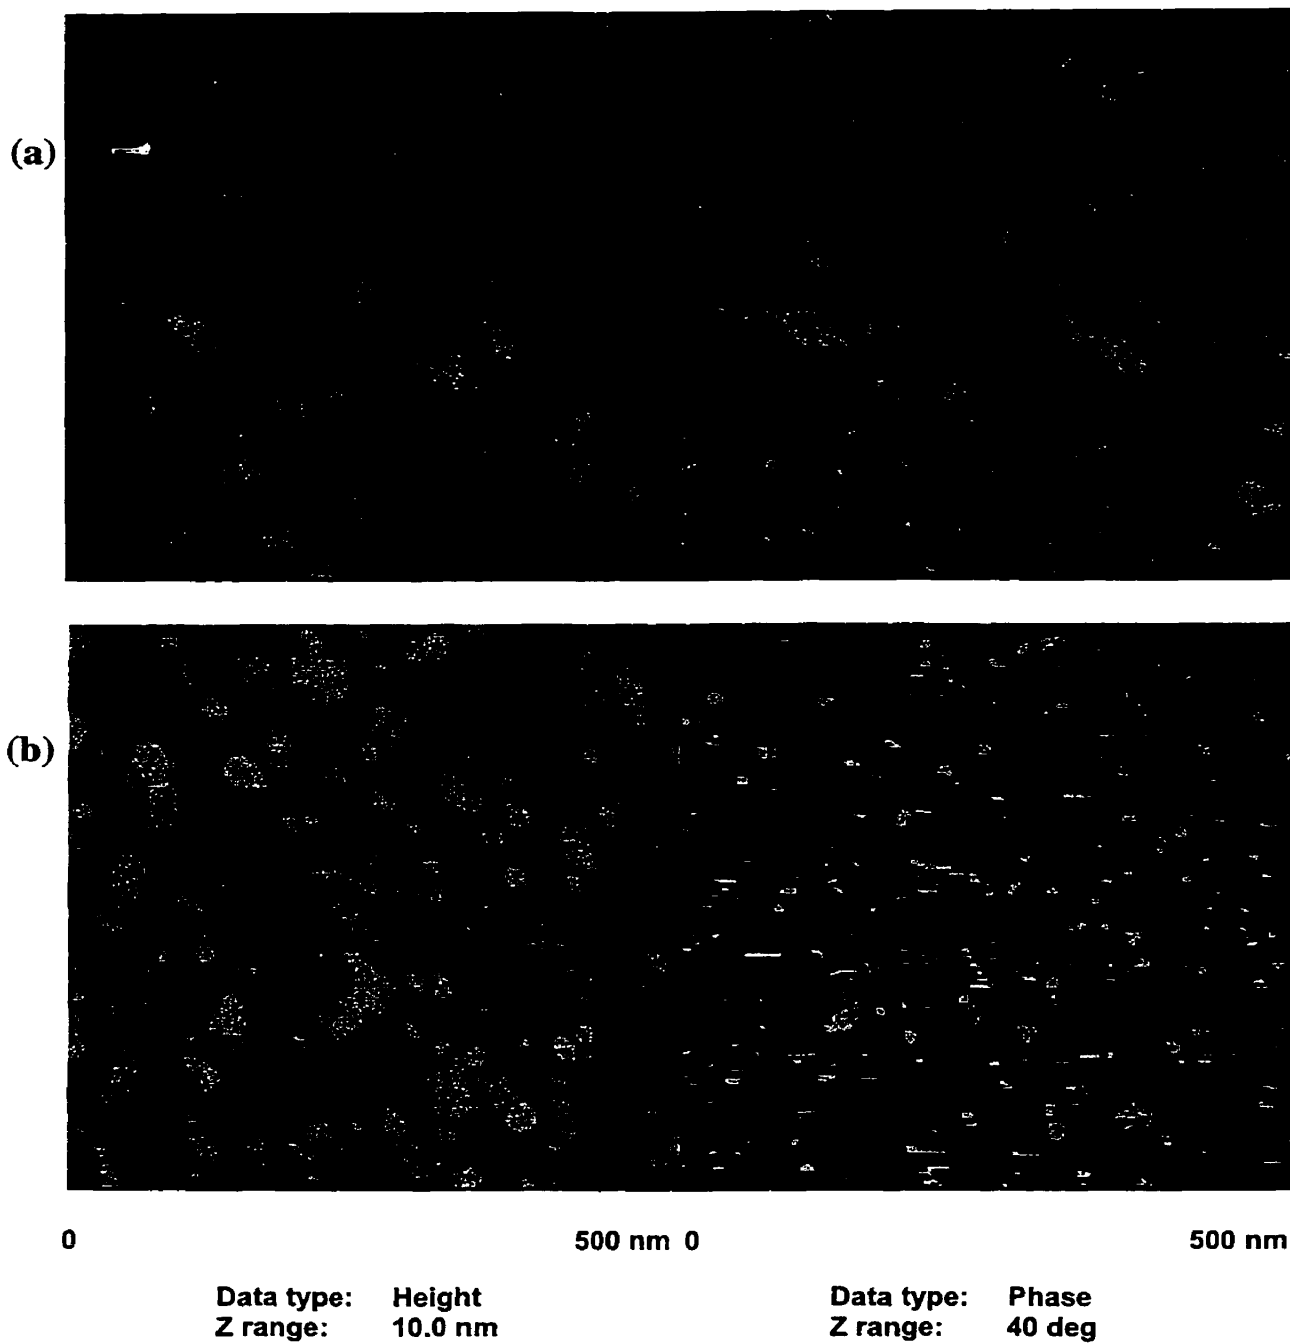 (a)
(b)
0 500 nm 0 500 nm
Data type: Height Data type: Phase
Z range: 10.0 nm Z range: 40 deg